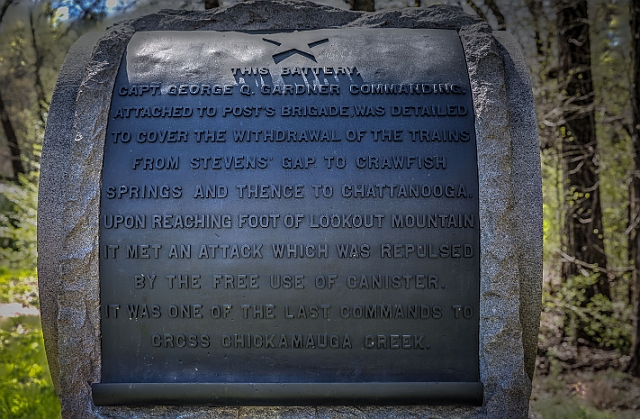 THIS BATTERY,
CAPT. GEORGE Q. GARDNER COMMANDING,
ATTACHED TO POST'S BRIGADE, WAS DETAILED
TO COVER THE WITHDRAWAL OF THE TRAINS
FROM STEVENS' GAP TO CRAWFISH
SPRINGS AND THENCE TO CHATTANOOGA.
UPON REACHING FOOT OF LOOKOUT MOUNTAIN
IT MET AN ATTACK WHICH WAS REPULSED
BY THE FREE USE OF CANISTER.
IT WAS ONE OF THE LAST COMMANDS TO
CROSS CHICKAMAUGA CREEK.